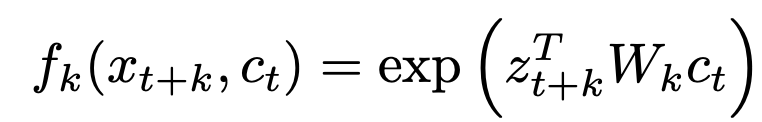 f_k(x_{t+k}, c_t) = exp(z_{t+k}^T W_k c_t)